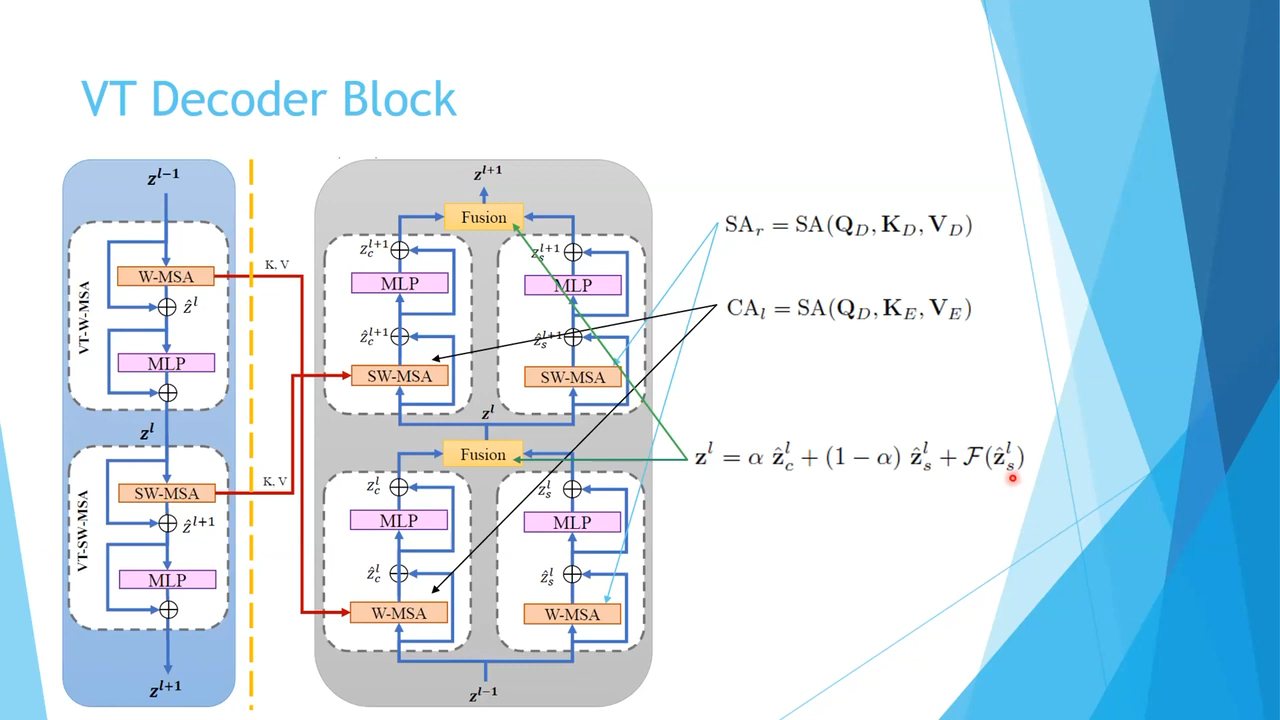 VT Decoder Block
z^{l-1}
W-MSA
ẑ^l
MLP
VT-W-MSA
z^l
SW-MSA
ẑ^{l+1}
MLP
VT-SW-MSA
z^{l+1}
K, V
K, V
z^{l+1}
Fusion
z_c^{l+1}
z_s^{l+1}
MLP
MLP
ẑ_c^{l+1}
ẑ_s^{l+1}
SW-MSA
SW-MSA
z^l
Fusion
z_c^l
z_s^l
MLP
MLP
ẑ_c^l
ẑ_s^l
W-MSA
W-MSA
z^{l-1}
SA_r = SA(Q_D, K_D, V_D)
CA_l = SA(Q_D, K_E, V_E)
z^l = α ẑ_c^l + (1 − α) ẑ_s^l + ℱ(ẑ_s^l)